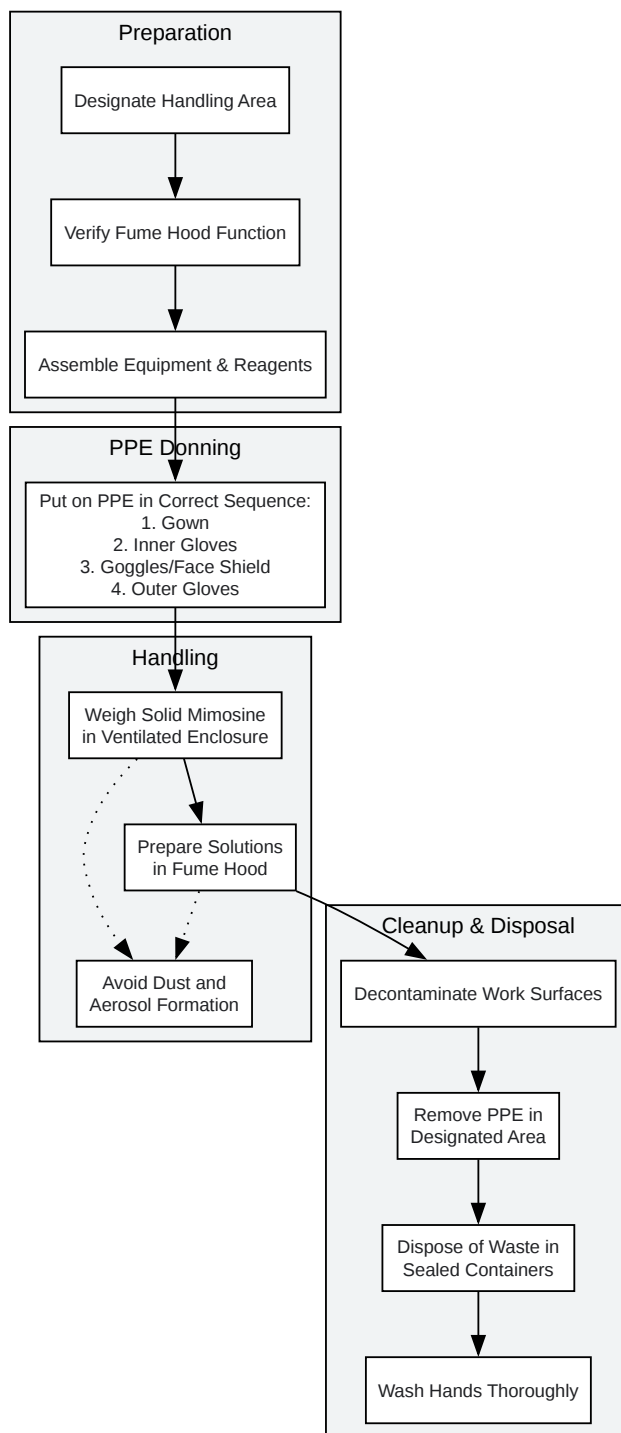 Preparation
Designate Handling Area
Verify Fume Hood Function
Assemble Equipment & Reagents
PPE Donning
Put on PPE in Correct Sequence:
1. Gown
2. Inner Gloves
3. Goggles/Face Shield
4. Outer Gloves
Handling
Weigh Solid Mimosine
in Ventilated Enclosure
Prepare Solutions
in Fume Hood
Avoid Dust and
Aerosol Formation
Cleanup & Disposal
Decontaminate Work Surfaces
Remove PPE in
Designated Area
Dispose of Waste in
Sealed Containers
Wash Hands Thoroughly